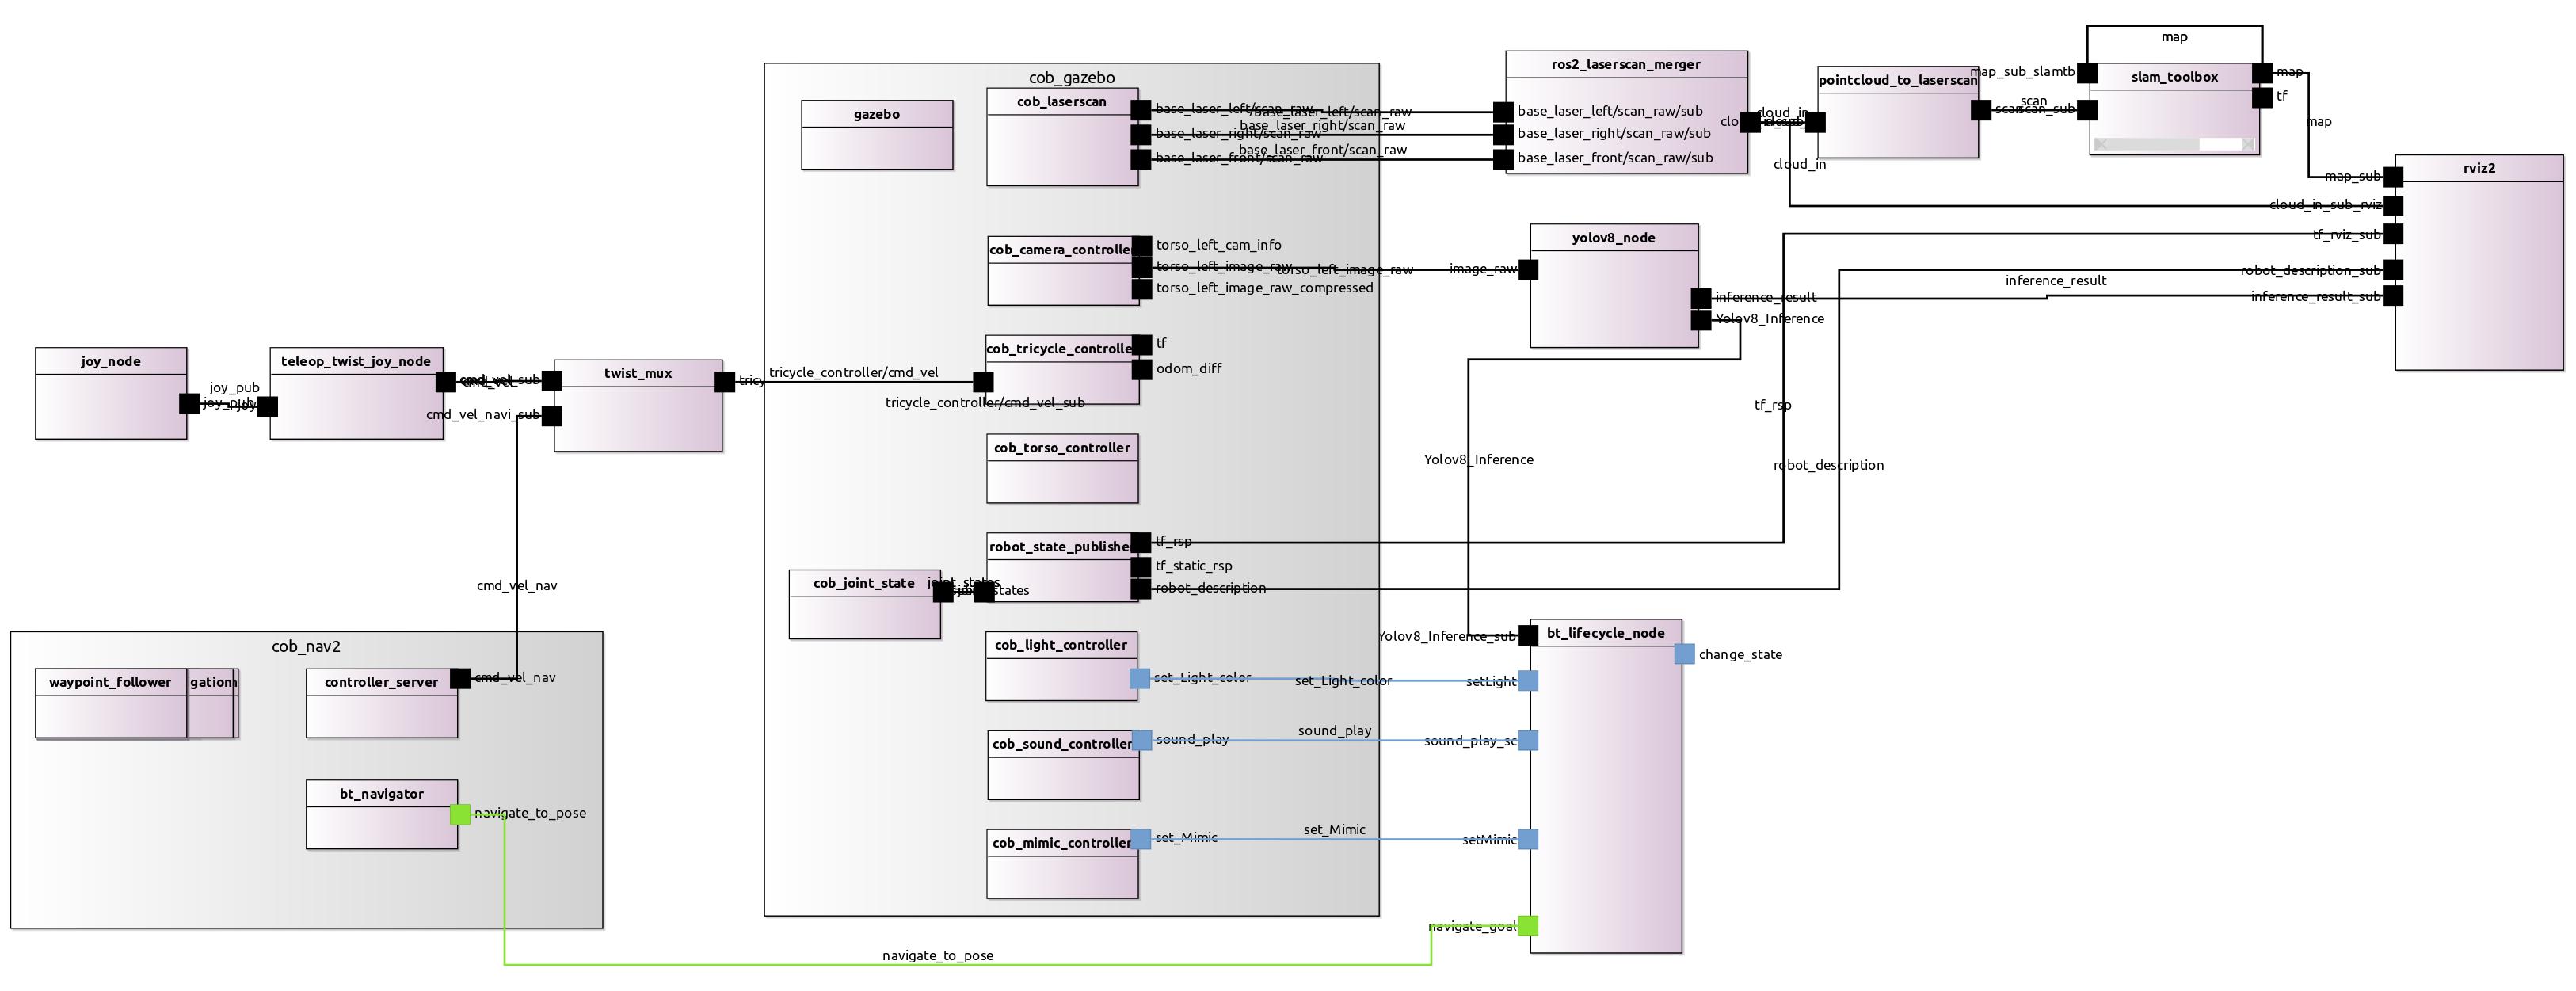 map
cob_gazebo
ros2_laserscan_merger
map_sub_slamtb
slam_toolbox
map
tf
scan
map
pointcloud_to_laserscan
scan_sub
gazebo
cob_laserscan
base_laser_left/scan_raw
base_laser_left/scan_raw
base_laser_left/scan_raw/sub
base_laser_right/scan_raw
base_laser_right/scan_raw
base_laser_right/scan_raw/sub
base_laser_front/scan_raw
base_laser_front/scan_raw
base_laser_front/scan_raw/sub
cloud_in
cloud_in
rviz2
map_sub
cloud_in_sub_rviz
tf_rviz_sub
robot_description_sub
inference_result_sub
cob_camera_controller
torso_left_cam_info
torso_left_image_raw
torso_left_image_raw
torso_left_image_raw_compressed
yolov8_node
image_raw
inference_result
inference_result
Yolov8_Inference
joy_node
joy_pub
joy_pub
teleop_twist_joy_node
cmd_vel_sub
cmd_vel_navi_sub
twist_mux
tricy
tricycle_controller/cmd_vel
cob_tricycle_controlle
tf
odom_diff
tricycle_controller/cmd_vel_sub
tf_rsp
cob_torso_controller
Yolov8_Inference
robot_description
robot_state_publishe
tf_rsp
tf_static_rsp
robot_description
cob_joint_state
joint_states
cmd_vel_nav
cob_nav2
waypoint_follower
gation
controller_server
cmd_vel_nav
bt_navigator
navigate_to_pose
cob_light_controller
set_Light_color
set_Light_color
setLight
Yolov8_Inference_sub
bt_lifecycle_node
change_state
cob_sound_controller
sound_play
sound_play
sound_play_sc
cob_mimic_controller
set_Mimic
set_Mimic
setMimic
navigate_goal
navigate_to_pose